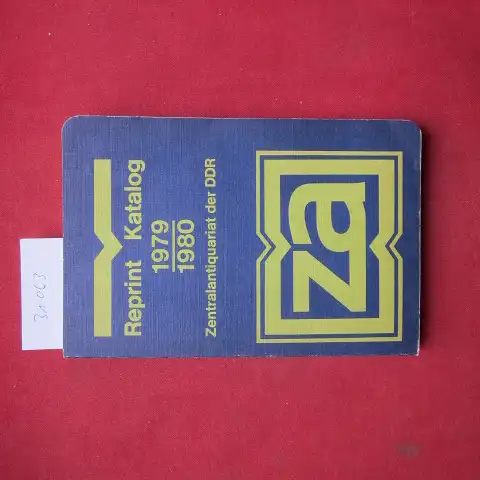 Reprint Katalog
1979
1980
Zentralantiquariat der DDR
za